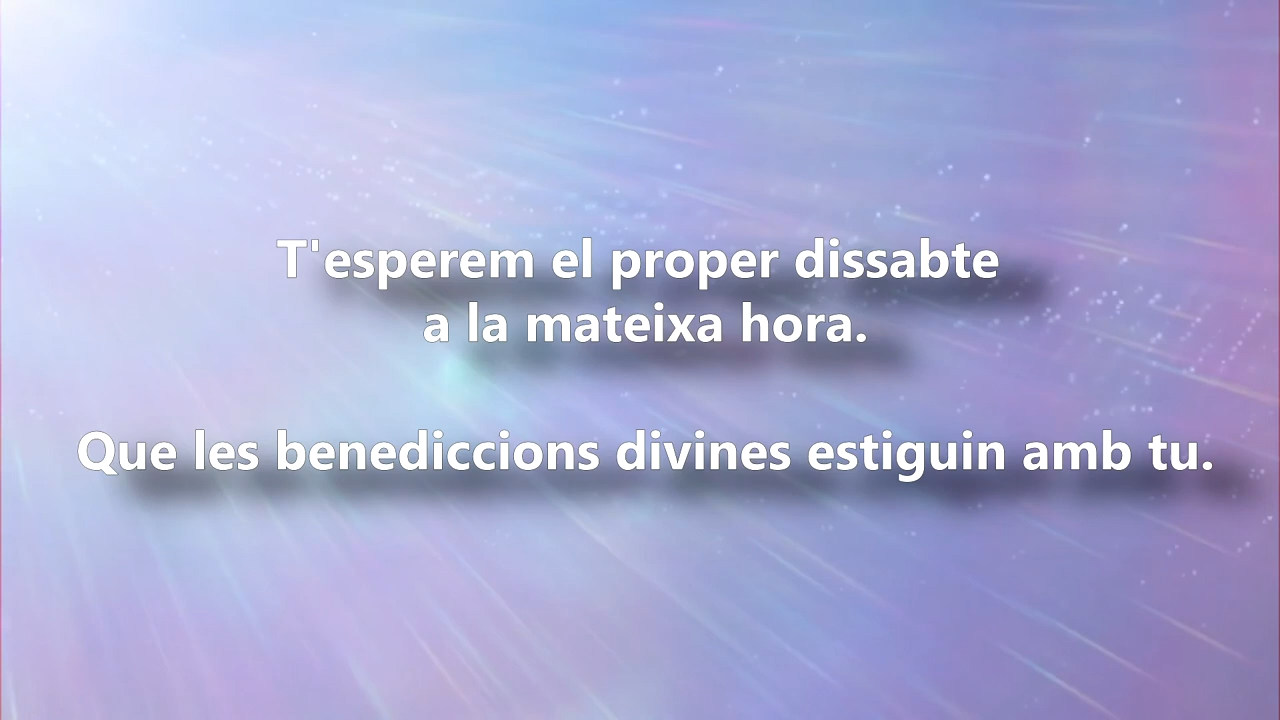 T'esperem el proper dissabte
a la mateixa hora.
Que les benediccions divines estiguin amb tu.